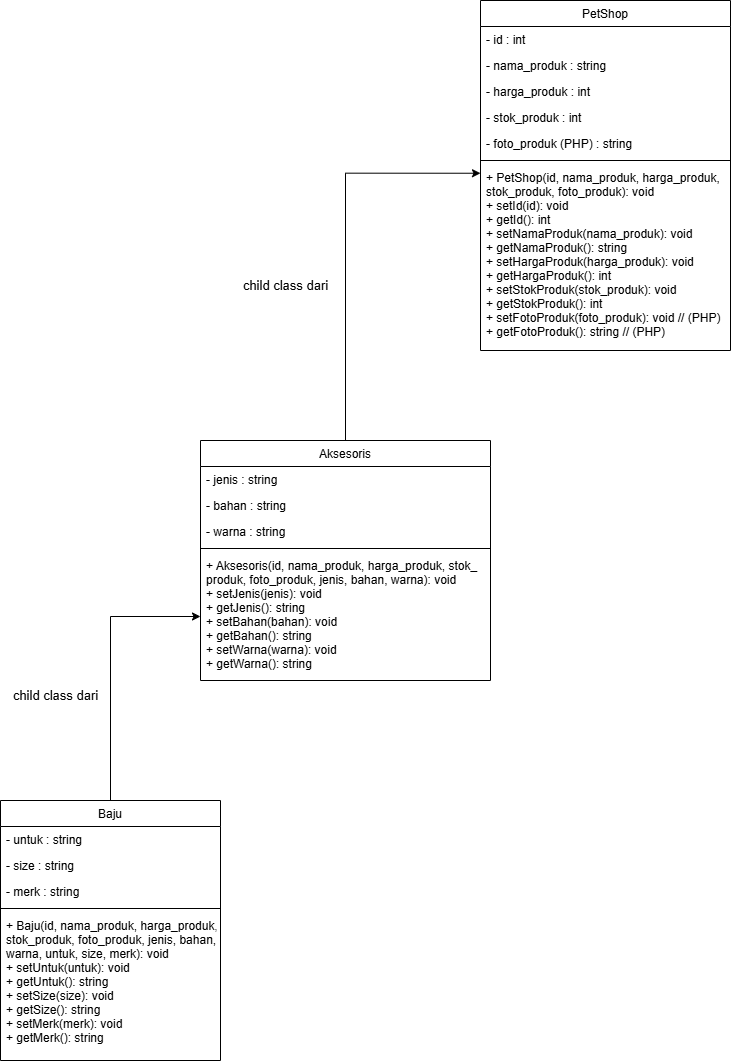 PetShop
- id : int
- nama_produk : string
- harga_produk : int
- stok_produk : int
- foto_produk (PHP) : string
+ PetShop(id, nama_produk, harga_produk,
stok_produk, foto_produk): void
+ setId(id): void
+ getId(): int
+ setNamaProduk(nama_produk): void
+ getNamaProduk(): string
+ setHargaProduk(harga_produk): void
+ getHargaProduk(): int
+ setStokProduk(stok_produk): void
+ getStokProduk(): int
+ setFotoProduk(foto_produk): void // (PHP)
+ getFotoProduk(): string // (PHP)
child class dari
Aksesoris
- jenis : string
- bahan : string
- warna : string
+ Aksesoris(id, nama_produk, harga_produk, stok_
produk, foto_produk, jenis, bahan, warna): void
+ setJenis(jenis): void
+ getJenis(): string
+ setBahan(bahan): void
+ getBahan(): string
+ setWarna(warna): void
+ getWarna(): string
child class dari
Baju
- untuk : string
- size : string
- merk : string
+ Baju(id, nama_produk, harga_produk,
stok_produk, foto_produk, jenis, bahan,
warna, untuk, size, merk): void
+ setUntuk(untuk): void
+ getUntuk(): string
+ setSize(size): void
+ getSize(): string
+ setMerk(merk): void
+ getMerk(): string